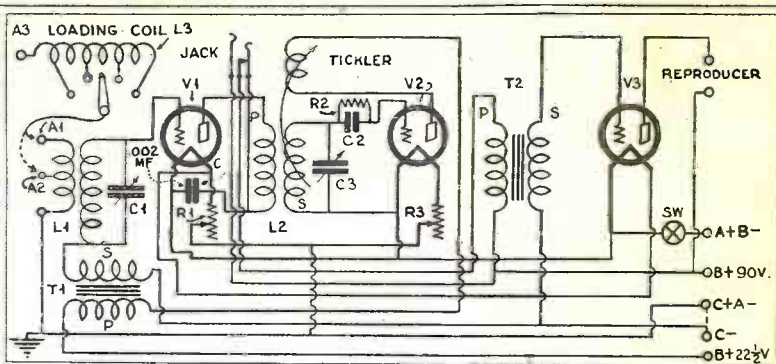 A3 LOADING COIL L3
JACK
TICKLER
V1
V2
T2
V3
REPRODUCER
R2
P
S
A1
.002
MF
C
P
C2
C3
A2
C1
R1
S
R3
SW
A+B-
L1
L2
B+90V.
S
T1
C+A-
P
C-
B+22½V